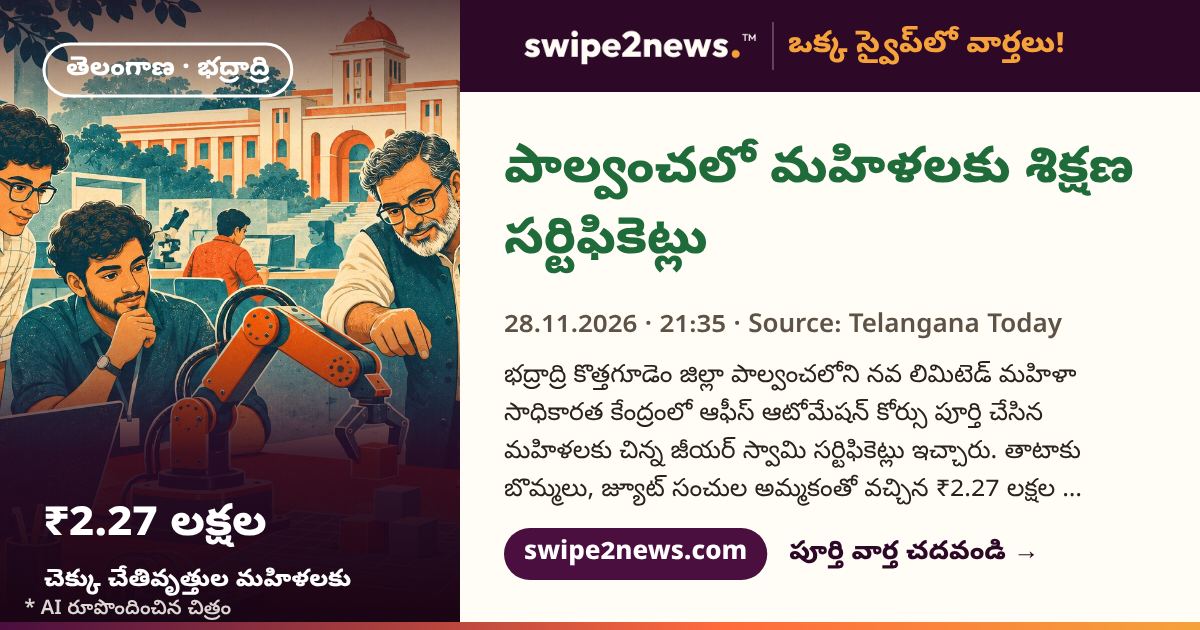 తెలంగాణ · భద్రాద్రి
swipe2news.™ ఒక్క స్వైప్‌లో వార్తలు!
పాల్వంచలో మహిళలకు శిక్షణ
సర్టిఫికెట్లు
28.11.2026 · 21:35 · Source: Telangana Today
భద్రాద్రి కొత్తగూడెం జిల్లా పాల్వంచలోని నవ లిమిటెడ్ మహిళా
సాధికారత కేంద్రంలో ఆఫీస్ ఆటోమేషన్ కోర్సు పూర్తి చేసిన
మహిళలకు చిన్న జీయర్ స్వామి సర్టిఫికెట్లు ఇచ్చారు. తాటాకు
బొమ్మలు, జ్యూట్ సంచుల అమ్మకంతో వచ్చిన ₹2.27 లక్షల ...
swipe2news.com పూర్తి వార్త చదవండి →
₹2.27 లక్షల
చెక్కు చేతివృత్తుల మహిళలకు
* AI రూపొందించిన చిత్రం